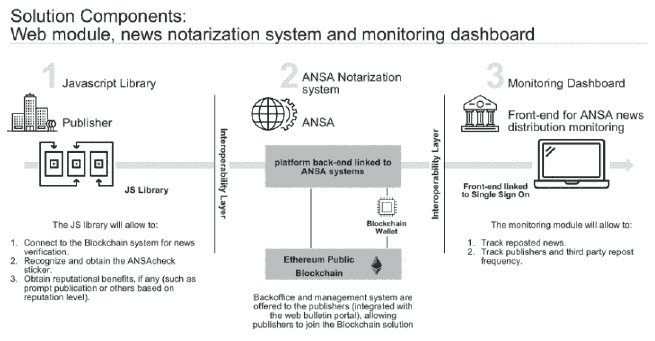 Solution Components:
Web module, news notarization system and monitoring dashboard
1 Javascript Library
Publisher
JS Library
The JS library will allow to:
1. Connect to the Blockchain system for news
verification.
2. Recognize and obtain the ANSAcheck
sticker.
3. Obtain reputational benefits, if any (such as
prompt publication or others based on
reputation level).
Interoperability Layer
2 ANSA Notarization
system
ANSA
platform back-end linked to
ANSA systems
Blockchain
Wallet
Ethereum Public
Blockchain
Backoffice and management system are
offered to the publishers (integrated with
the web bulletin portal), allowing
publishers to join the Blockchain solution
Interoperability Layer
3 Monitoring Dashboard
Front-end for ANSA news
distribution monitoring
Front-end linked
to Single Sign On
The monitoring module will allow to:
1. Track reposted news.
2. Track publishers and third party repost
frequency.